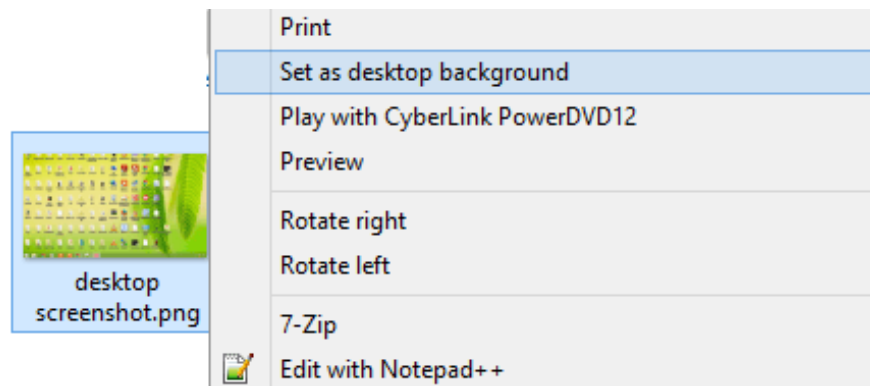 Print
Set as desktop background
Play with CyberLink PowerDVD12
Preview
Rotate right
Rotate left
7-Zip
Edit with Notepad++
desktop
screenshot.png